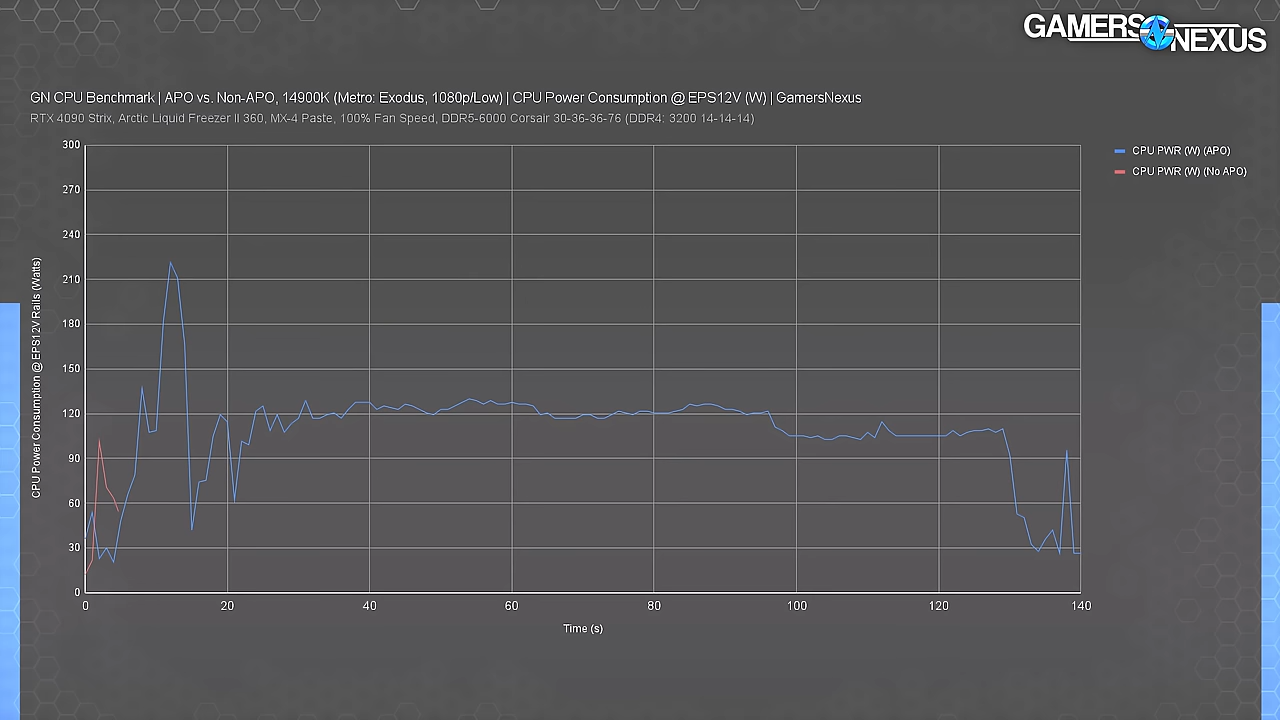 GAMERS NEXUS
GN CPU Benchmark | APO vs. Non-APO, 14900K (Metro: Exodus, 1080p/Low) | CPU Power Consumption @ EPS12V (W) | GamersNexus
RTX 4090 Strix, Arctic Liquid Freezer II 360, MX-4 Paste, 100% Fan Speed, DDR5-6000 Corsair 30-36-36-76 (DDR4: 3200 14-14-14)
CPU PWR (W) (APO)
CPU PWR (W) (No APO)
CPU Power Consumption @ EPS12V Rails (Watts)
300
270
240
210
180
150
120
90
60
30
0
0 20 40 60 80 100 120 140
Time (s)